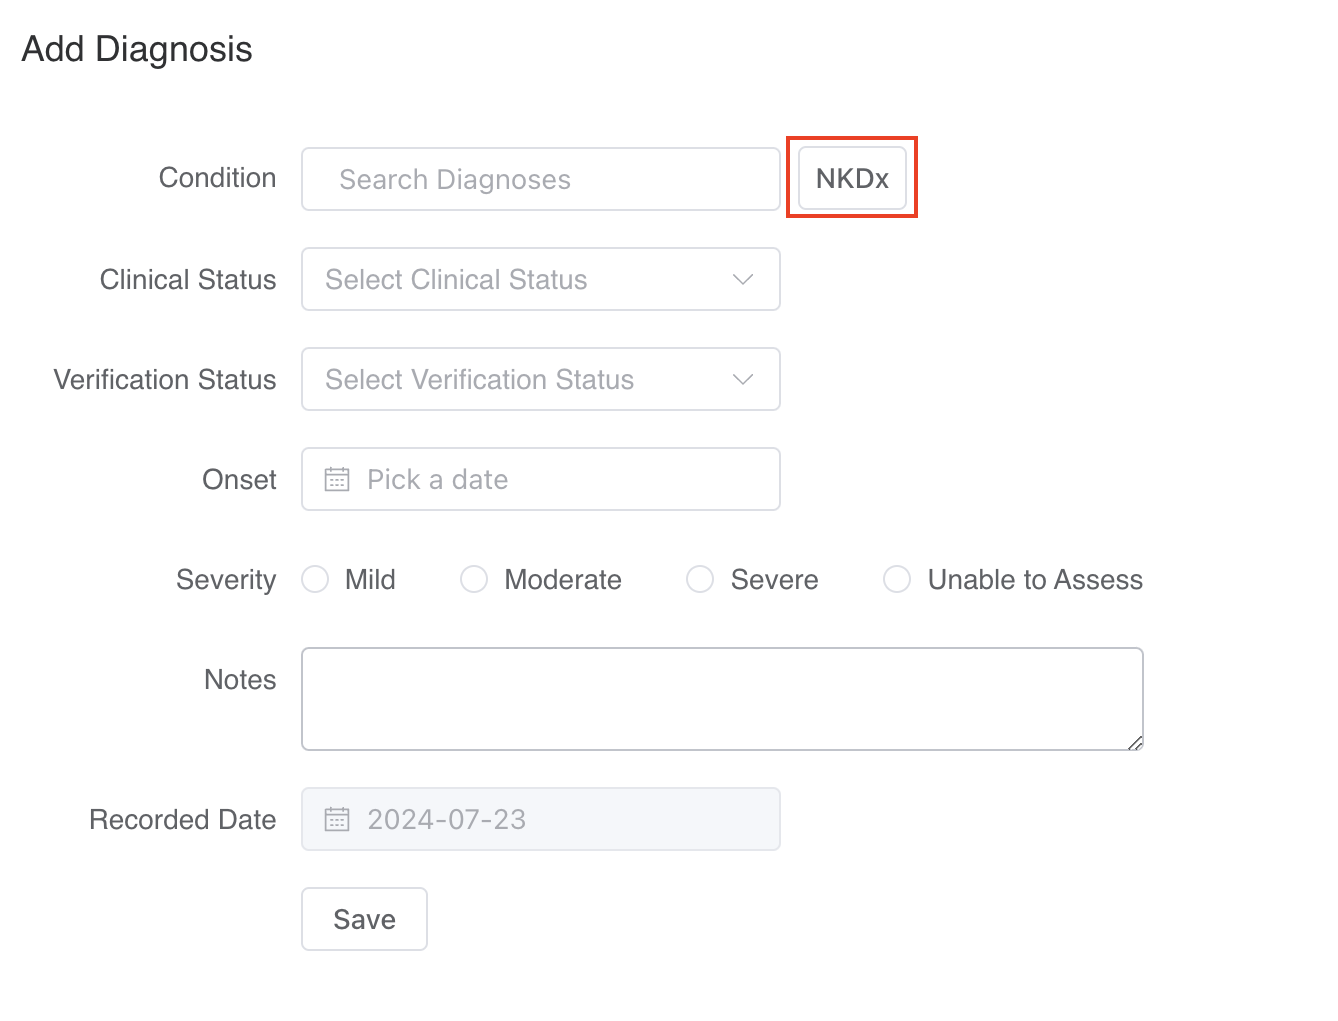 Add Diagnosis
Condition Search Diagnoses NKDx
Clinical Status Select Clinical Status
Verification Status Select Verification Status
Onset Pick a date
Severity Mild Moderate Severe Unable to Assess
Notes
Recorded Date 2024-07-23
Save